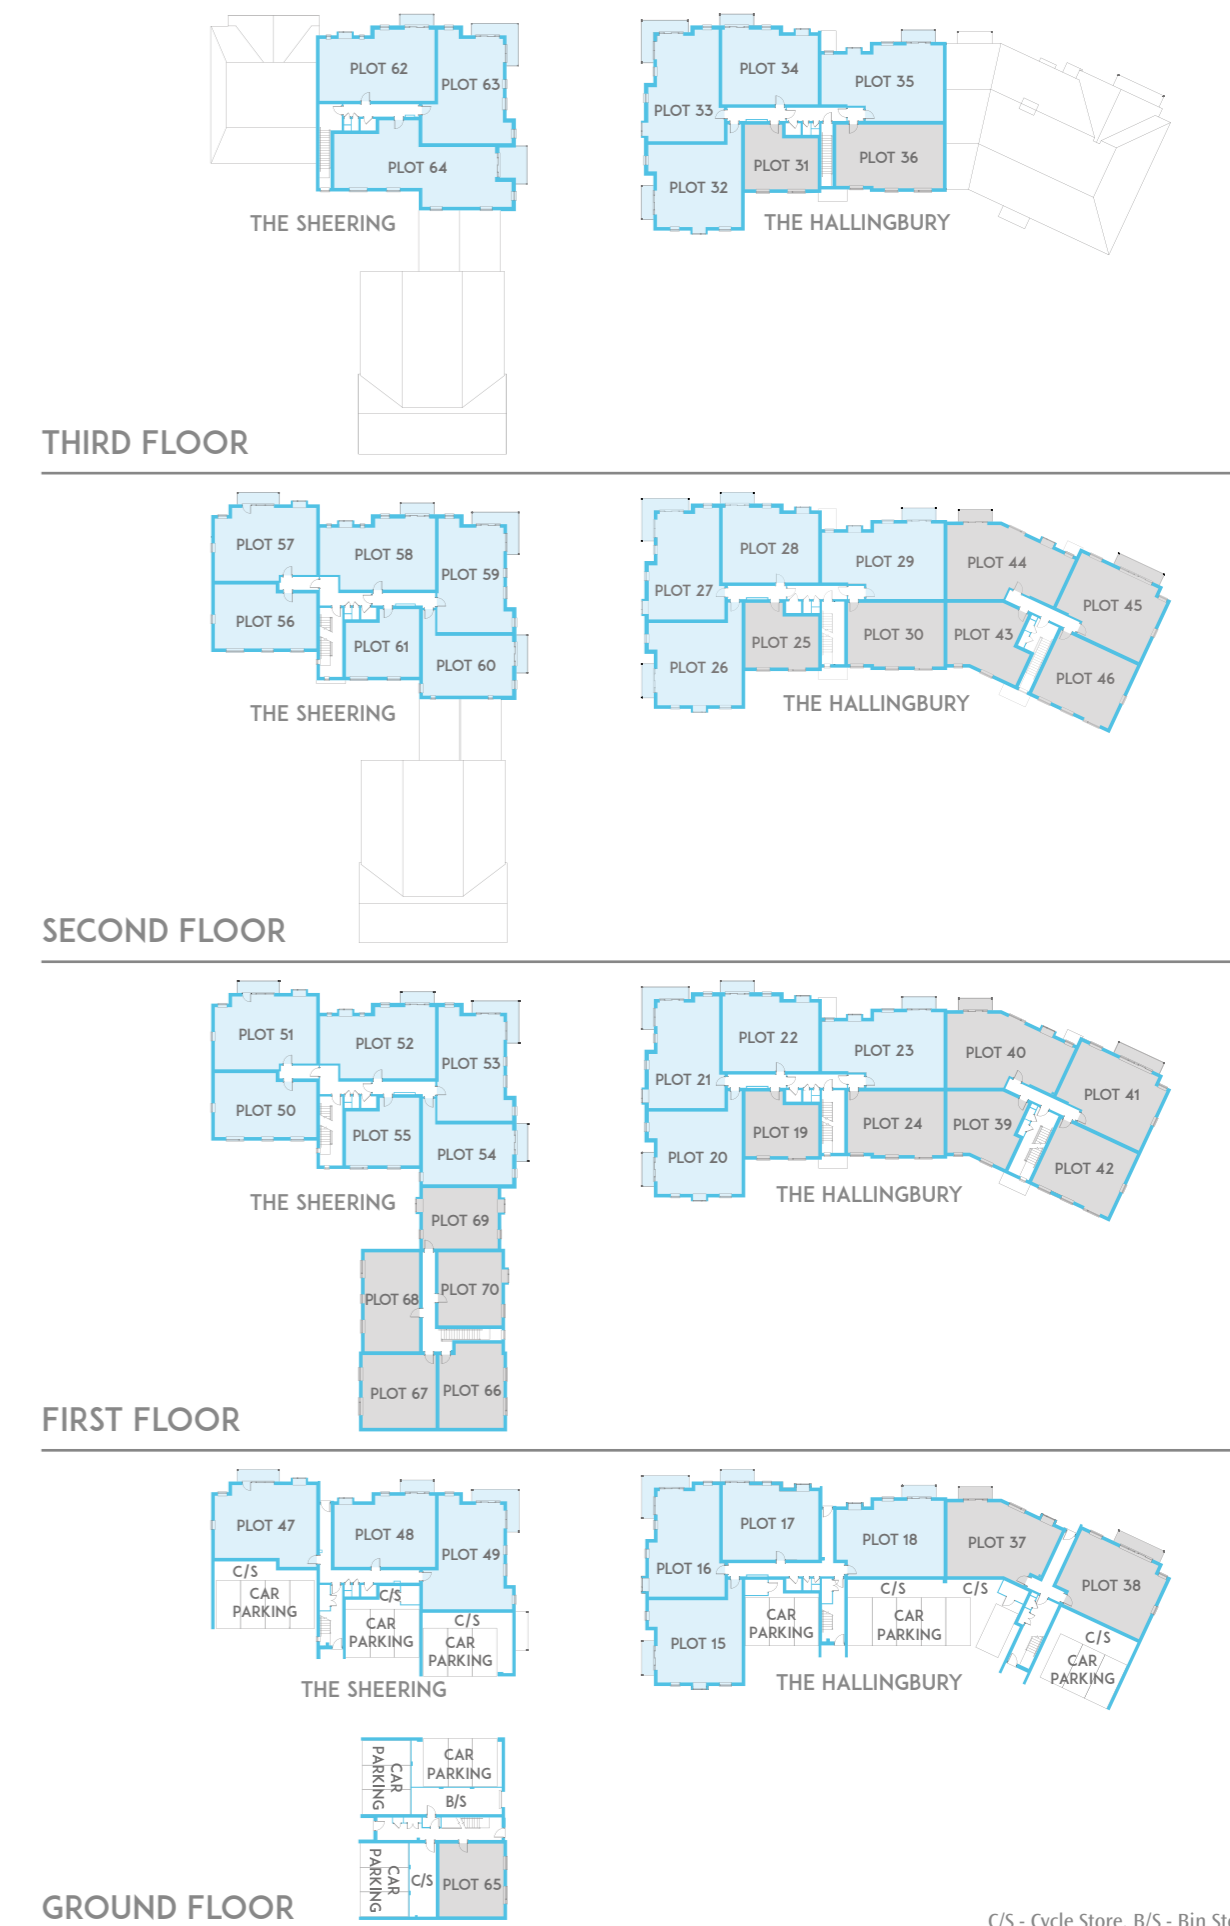 PLOT 62
PLOT 63
PLOT 64
THE SHEERING
PLOT 34
PLOT 35
PLOT 33
PLOT 31
PLOT 36
PLOT 32
THE HALLINGBURY
THIRD FLOOR
PLOT 57
PLOT 58
PLOT 59
PLOT 56
PLOT 61
PLOT 60
THE SHEERING
PLOT 28
PLOT 29
PLOT 44
PLOT 27
PLOT 45
PLOT 25
PLOT 30
PLOT 43
PLOT 26
PLOT 46
THE HALLINGBURY
SECOND FLOOR
PLOT 51
PLOT 52
PLOT 53
PLOT 50
PLOT 55
PLOT 54
THE SHEERING
PLOT 69
PLOT 70
PLOT 68
PLOT 67
PLOT 66
PLOT 22
PLOT 23
PLOT 40
PLOT 21
PLOT 41
PLOT 19
PLOT 24
PLOT 39
PLOT 20
PLOT 42
THE HALLINGBURY
FIRST FLOOR
PLOT 47
PLOT 48
PLOT 49
C/S
CAR
PARKING
C/S
CAR
PARKING
C/S
CAR
PARKING
THE SHEERING
PLOT 17
PLOT 18
PLOT 37
PLOT 16
PLOT 38
C/S
C/S
CAR
PARKING
CAR
PARKING
PLOT 15
C/S
CAR
PARKING
THE HALLINGBURY
CAR
PARKING
CAR
PARKING
B/S
CAR
PARKING
C/S
PLOT 65
GROUND FLOOR
C/S - Cycle Store B/S - Bin Sto